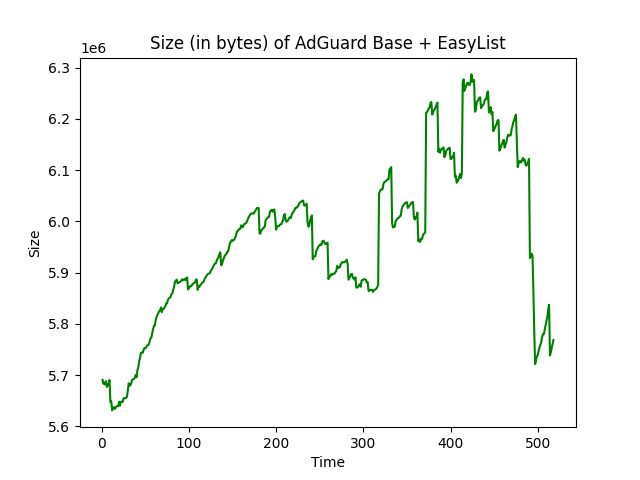 Size (in bytes) of AdGuard Base + EasyList
1e6
6.3
6.2
6.1
6.0
5.9
5.8
5.7
5.6
Size
0 100 200 300 400 500
Time